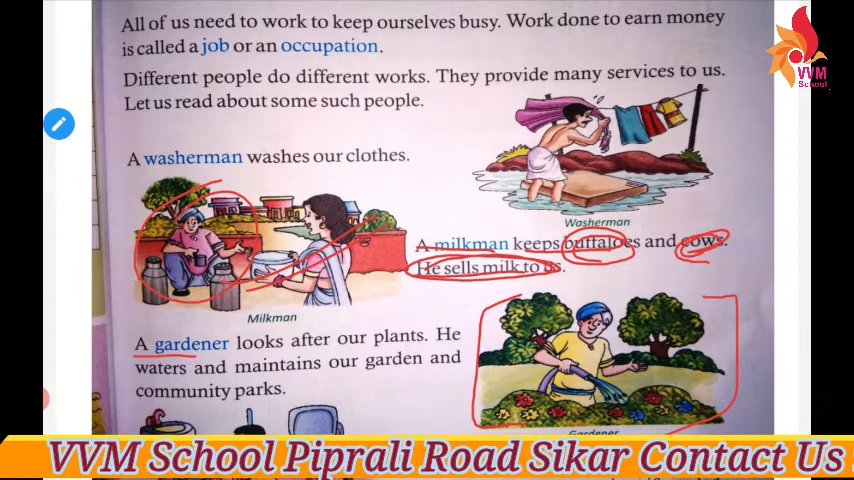 All of us need to work to keep ourselves busy. Work done to earn money
is called a job or an occupation.
Different people do different works. They provide many services to us.
Let us read about some such people.
VVM
School
A washerman washes our clothes.
Washerman
A milkman keeps buffaloes and cows.
He sells milk to us.
Milkman
A gardener looks after our plants. He
waters and maintains our garden and
community parks.
Gardener
VVM School Piprali Road Sikar Contact Us